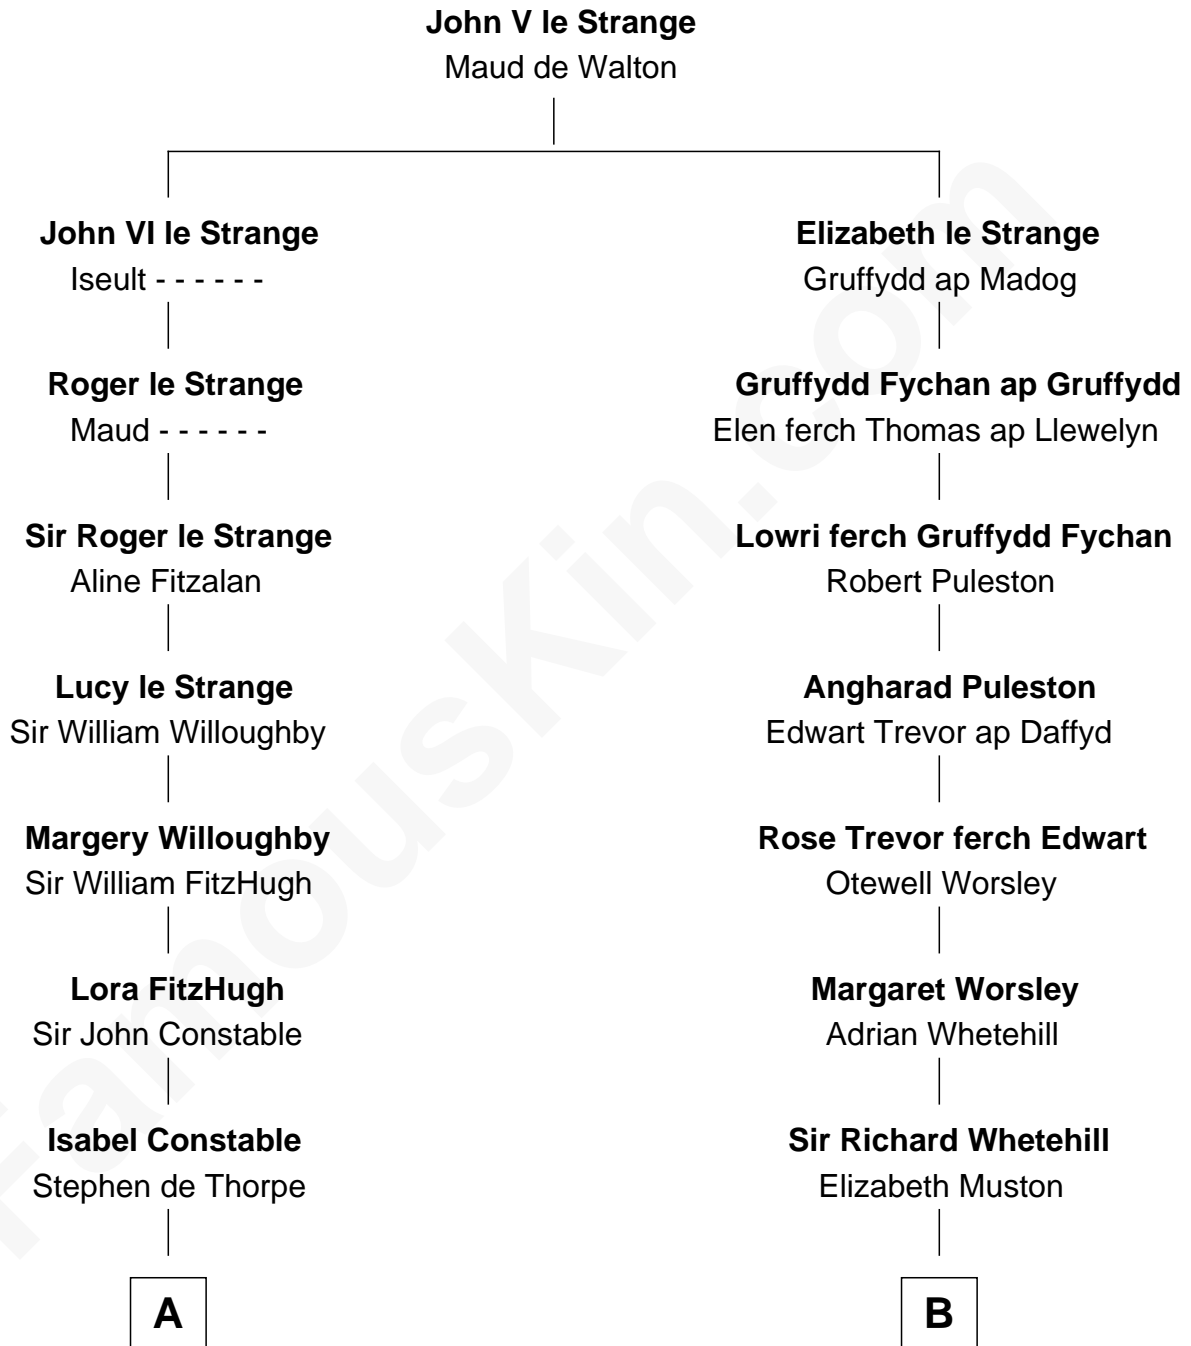 John V le Strange
Maud de Walton
John VI le Strange
Iseult - - - - - -
Elizabeth le Strange
Gruffydd ap Madog
Roger le Strange
Maud - - - - - -
Gruffydd Fychan ap Gruffydd
Elen ferch Thomas ap Llewelyn
Sir Roger le Strange
Aline Fitzalan
Lowri ferch Gruffydd Fychan
Robert Puleston
Lucy le Strange
Sir William Willoughby
Angharad Puleston
Edwart Trevor ap Daffyd
Margery Willoughby
Sir William FitzHugh
Rose Trevor ferch Edwart
Otewell Worsley
Lora FitzHugh
Sir John Constable
Margaret Worsley
Adrian Whetehill
Isabel Constable
Stephen de Thorpe
Sir Richard Whetehill
Elizabeth Muston
A
B
FamousKin.com